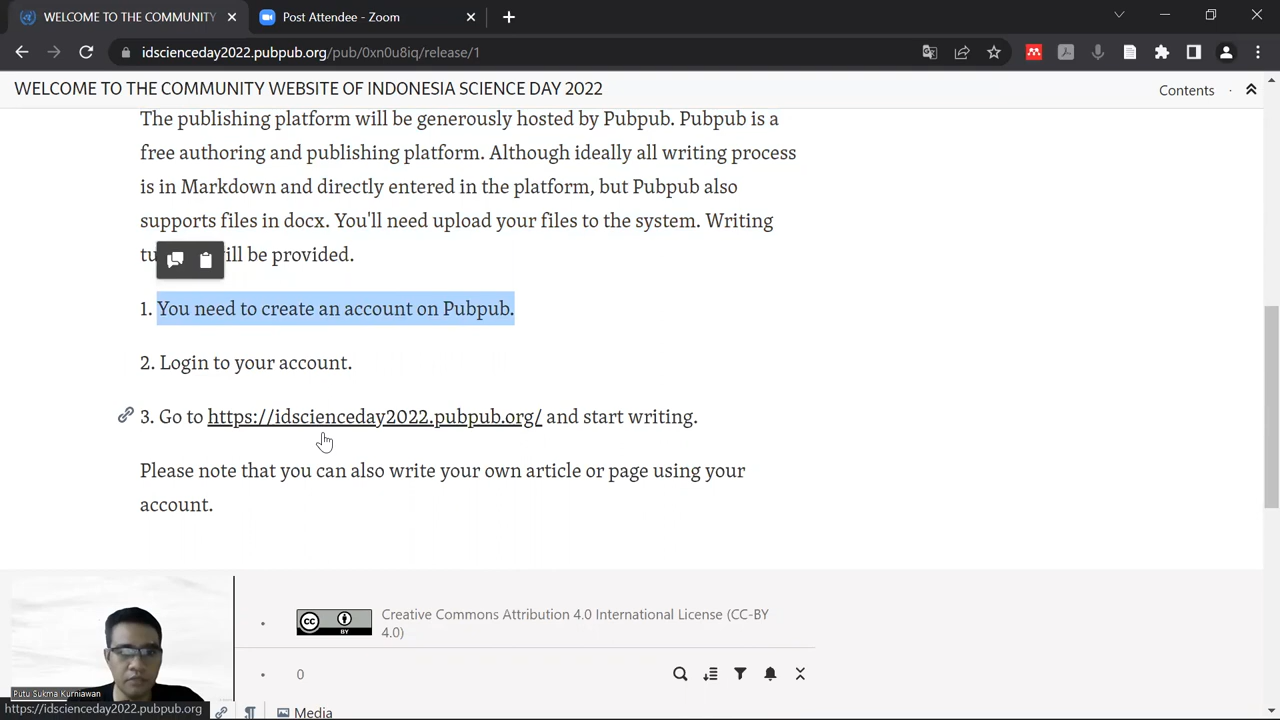 WELCOME TO THE COMMUNITY
Post Attendee - Zoom
idscienceday2022.pubpub.org/pub/0xn0u8iq/release/1
WELCOME TO THE COMMUNITY WEBSITE OF INDONESIA SCIENCE DAY 2022
Contents
The publishing platform will be generously hosted by Pubpub. Pubpub is a
free authoring and publishing platform. Although ideally all writing process
is in Markdown and directly entered in the platform, but Pubpub also
supports files in docx. You'll need upload your files to the system. Writing
will be provided.
1. You need to create an account on Pubpub.
2. Login to your account.
3. Go to https://idscienceday2022.pubpub.org/ and start writing.
Please note that you can also write your own article or page using your
account.
CC BY
Creative Commons Attribution 4.0 International License (CC-BY
4.0)
0
Putu Sukma Kurniawan
https://idscienceday2022.pubpub.org
Media